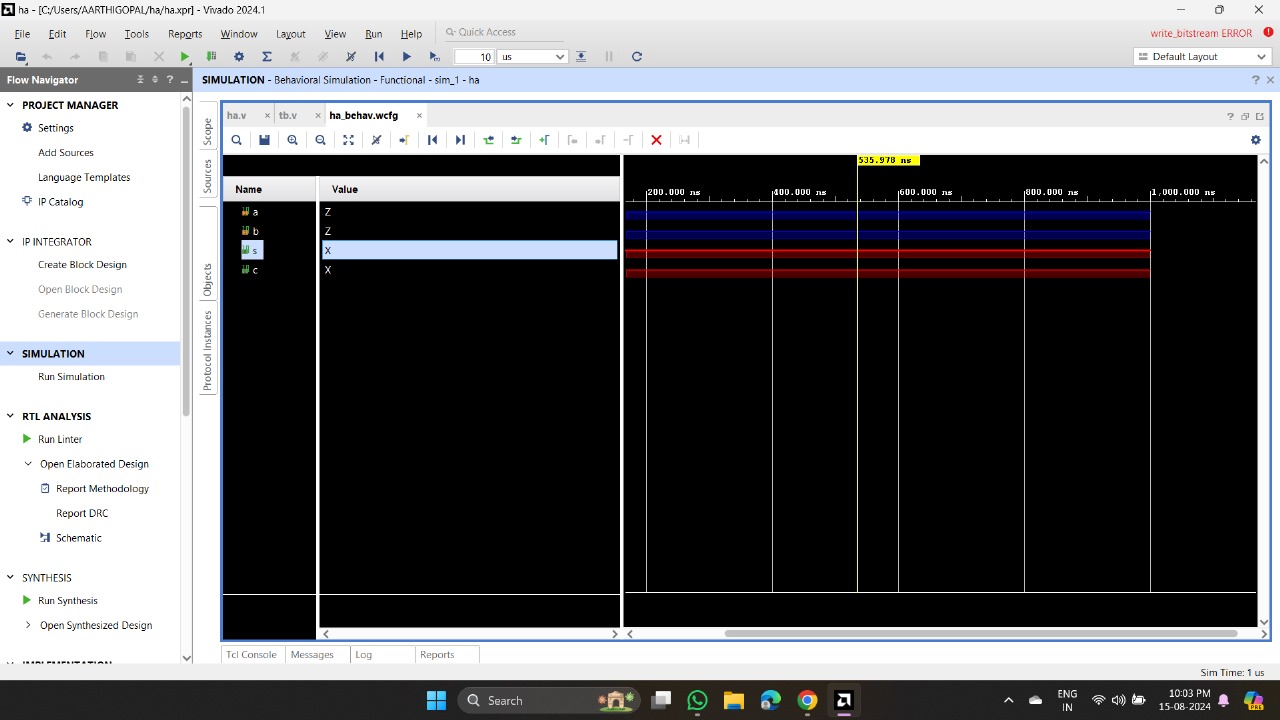 ha - [C:/Users/AARTHIGOPAL/ha/ha.xpr] - Vivado 2024.1
File Edit Flow Tools Reports Window Layout View Run Help Quick Access
write_bitstream ERROR
10 us
Default Layout
Flow Navigator
SIMULATION - Behavioral Simulation - Functional - sim_1 - ha
PROJECT MANAGER
Settings
Add Sources
Language Templates
IP Catalog
IP INTEGRATOR
Create Block Design
Open Block Design
Generate Block Design
SIMULATION
Run Simulation
RTL ANALYSIS
Run Linter
Open Elaborated Design
Report Methodology
Report DRC
Schematic
SYNTHESIS
Run Synthesis
Open Synthesized Design
IMPLEMENTATION
Scope
Sources
Objects
Protocol Instances
ha.v tb.v ha_behav.wcfg
Name Value
a Z
b Z
s X
c X
535.978 ns
200.000 ns 400.000 ns 600.000 ns 800.000 ns 1,000.000 ns
Tcl Console Messages Log Reports
Sim Time: 1 us
Search
PRE
ENG
IN
10:03 PM
15-08-2024